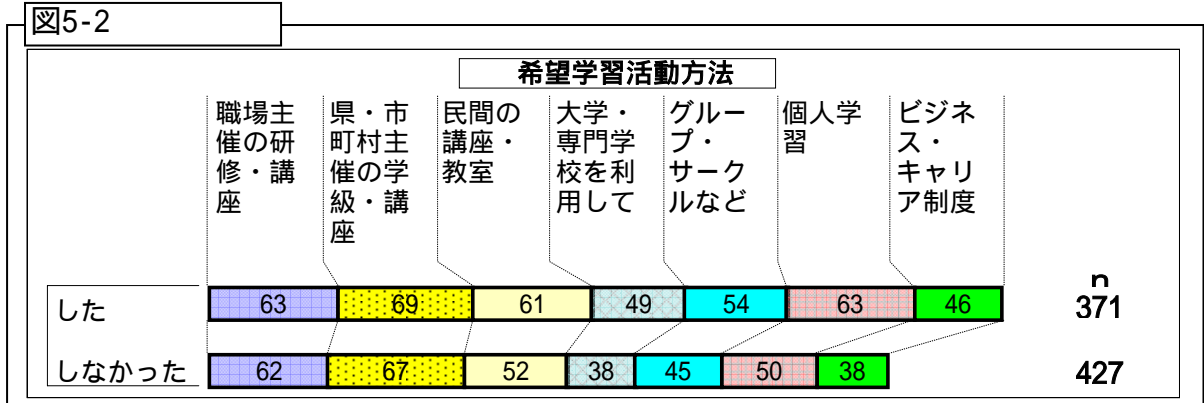 図5-2
希望学習活動方法
職場主
催の研
修・講
座
県・市
町村主
催の学
級・講
座
民間の
講座・
教室
大学・
専門学
校を利
用して
グルー
プ・
サーク
ルなど
個人学
習
ビジネ
ス・
キャリ
ア制度
n
した 63 69 61 49 54 63 46 371
しなかった 62 67 52 38 45 50 38 427